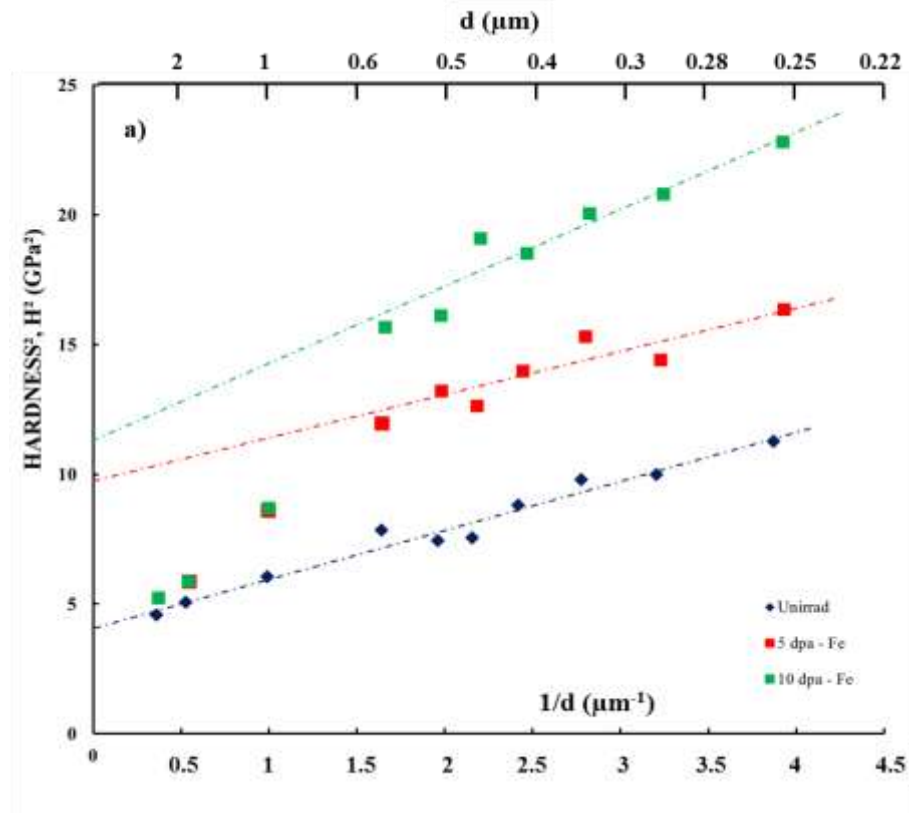 d (µm)
2 1 0.6 0.5 0.4 0.3 0.28 0.25 0.22
25
a)
20
HARDNESS², H² (GPa²)
15
10
5
Unirrad
5 dpa - Fe
10 dpa - Fe
1/d (µm⁻¹)
0
0 0.5 1 1.5 2 2.5 3 3.5 4 4.5